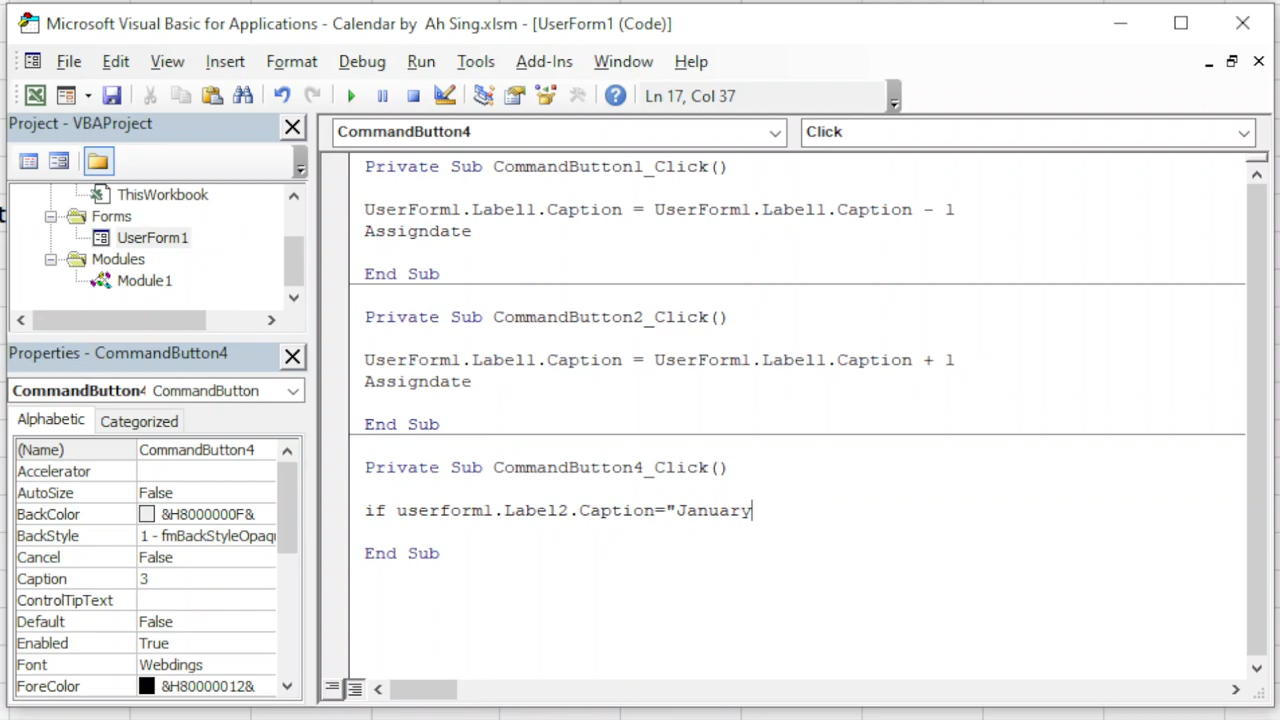 Microsoft Visual Basic for Applications - Calendar by  Ah Sing.xlsm - [UserForm1 (Code)]
File Edit View Insert Format Debug Run Tools Add-Ins Window Help
Ln 17, Col 37
Project - VBAProject
ThisWorkbook
Forms
UserForm1
Modules
Module1
Properties - CommandButton4
CommandButton4 CommandButton
Alphabetic Categorized
(Name) CommandButton4
Accelerator
AutoSize False
BackColor &H8000000F&
BackStyle 1 - fmBackStyleOpaqu
Cancel False
Caption 3
ControlTipText
Default False
Enabled True
Font Webdings
ForeColor &H80000012&
CommandButton4 Click
Private Sub CommandButton1_Click()
UserForm1.Label1.Caption = UserForm1.Label1.Caption - 1
Assigndate
End Sub
Private Sub CommandButton2_Click()
UserForm1.Label1.Caption = UserForm1.Label1.Caption + 1
Assigndate
End Sub
Private Sub CommandButton4_Click()
if userform1.Label2.Caption="January
End Sub